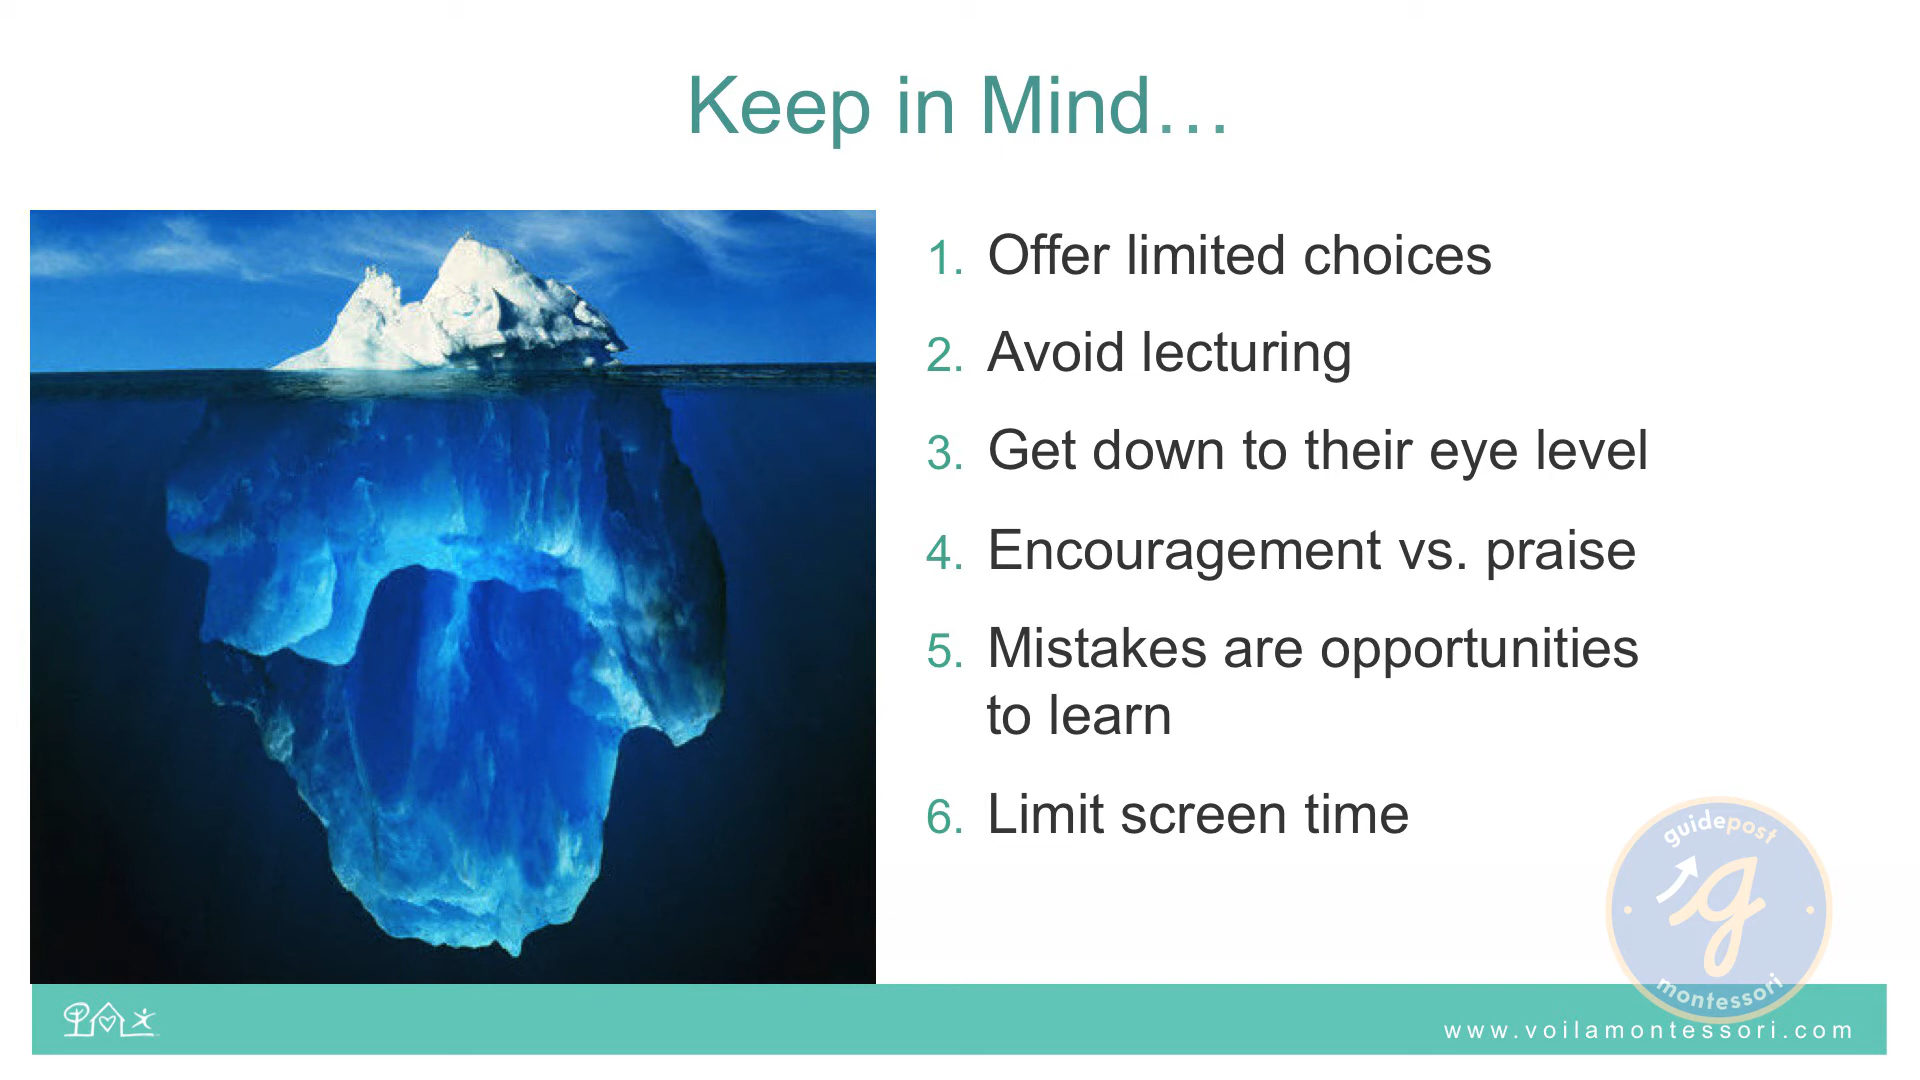 Keep in Mind…
1. Offer limited choices
2. Avoid lecturing
3. Get down to their eye level
4. Encouragement vs. praise
5. Mistakes are opportunities
to learn
6. Limit screen time
guidepost
g
montessori
www.voilamontessori.com